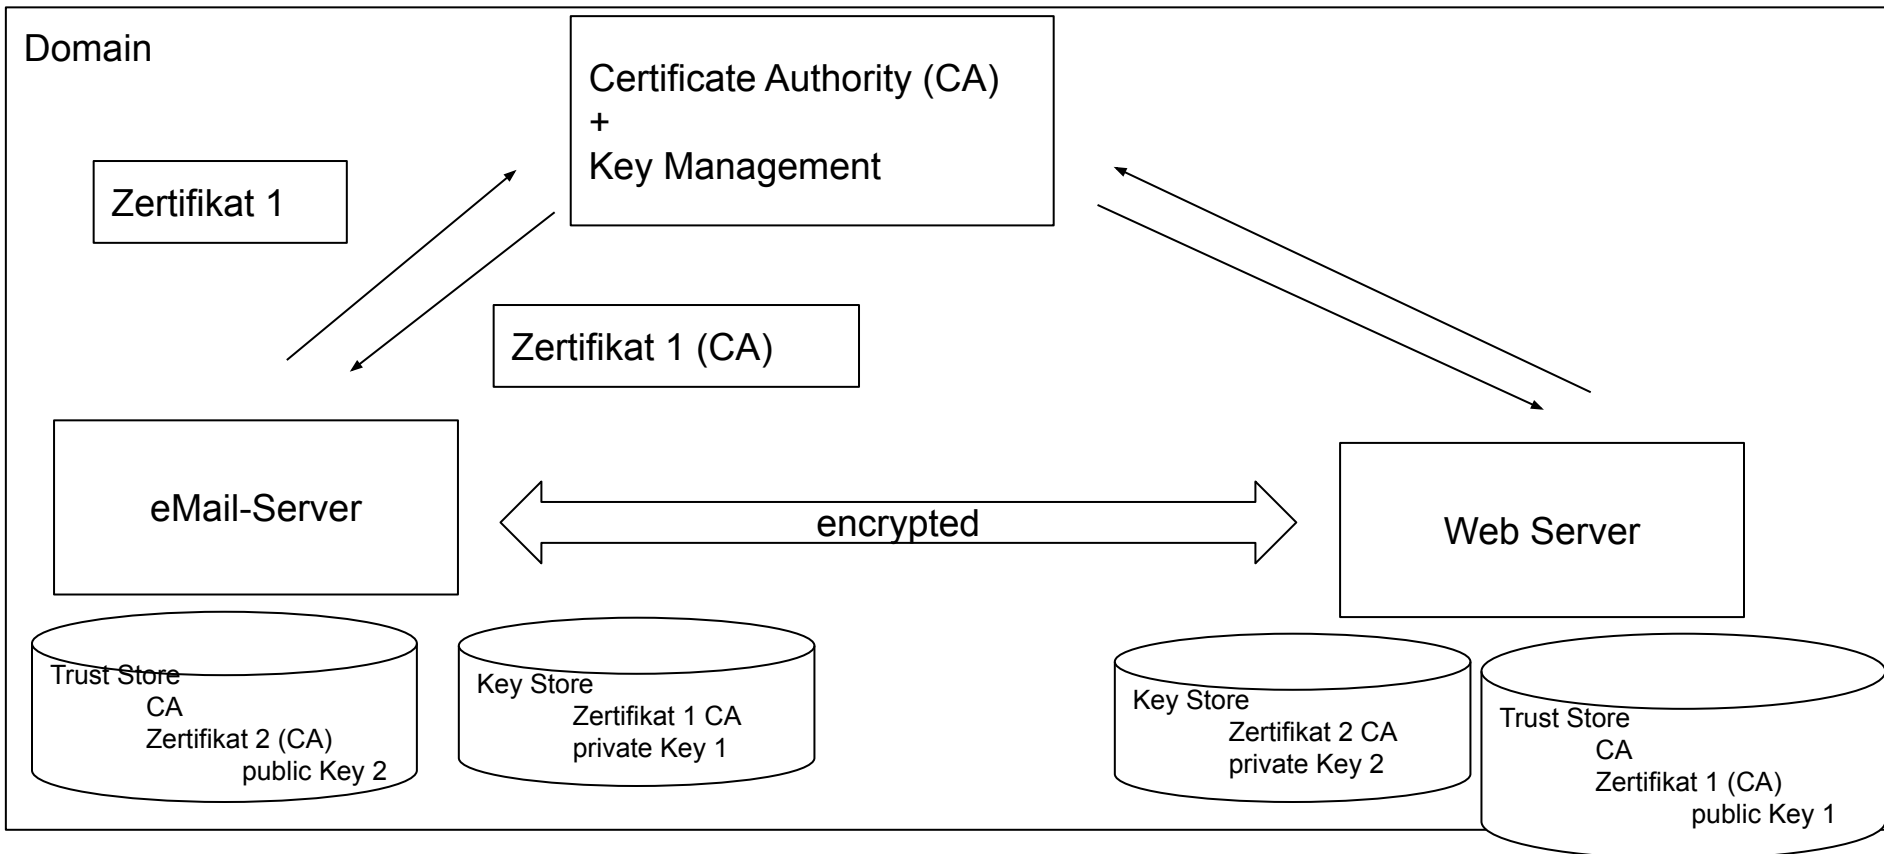 Domain
Certificate Authority (CA)
+
Key Management
Zertifikat 1
Zertifikat 1 (CA)
eMail-Server
encrypted
Web Server
Trust Store
CA
Zertifikat 2 (CA)
public Key 2
Key Store
Zertifikat 1 CA
private Key 1
Key Store
Zertifikat 2 CA
private Key 2
Trust Store
CA
Zertifikat 1 (CA)
public Key 1